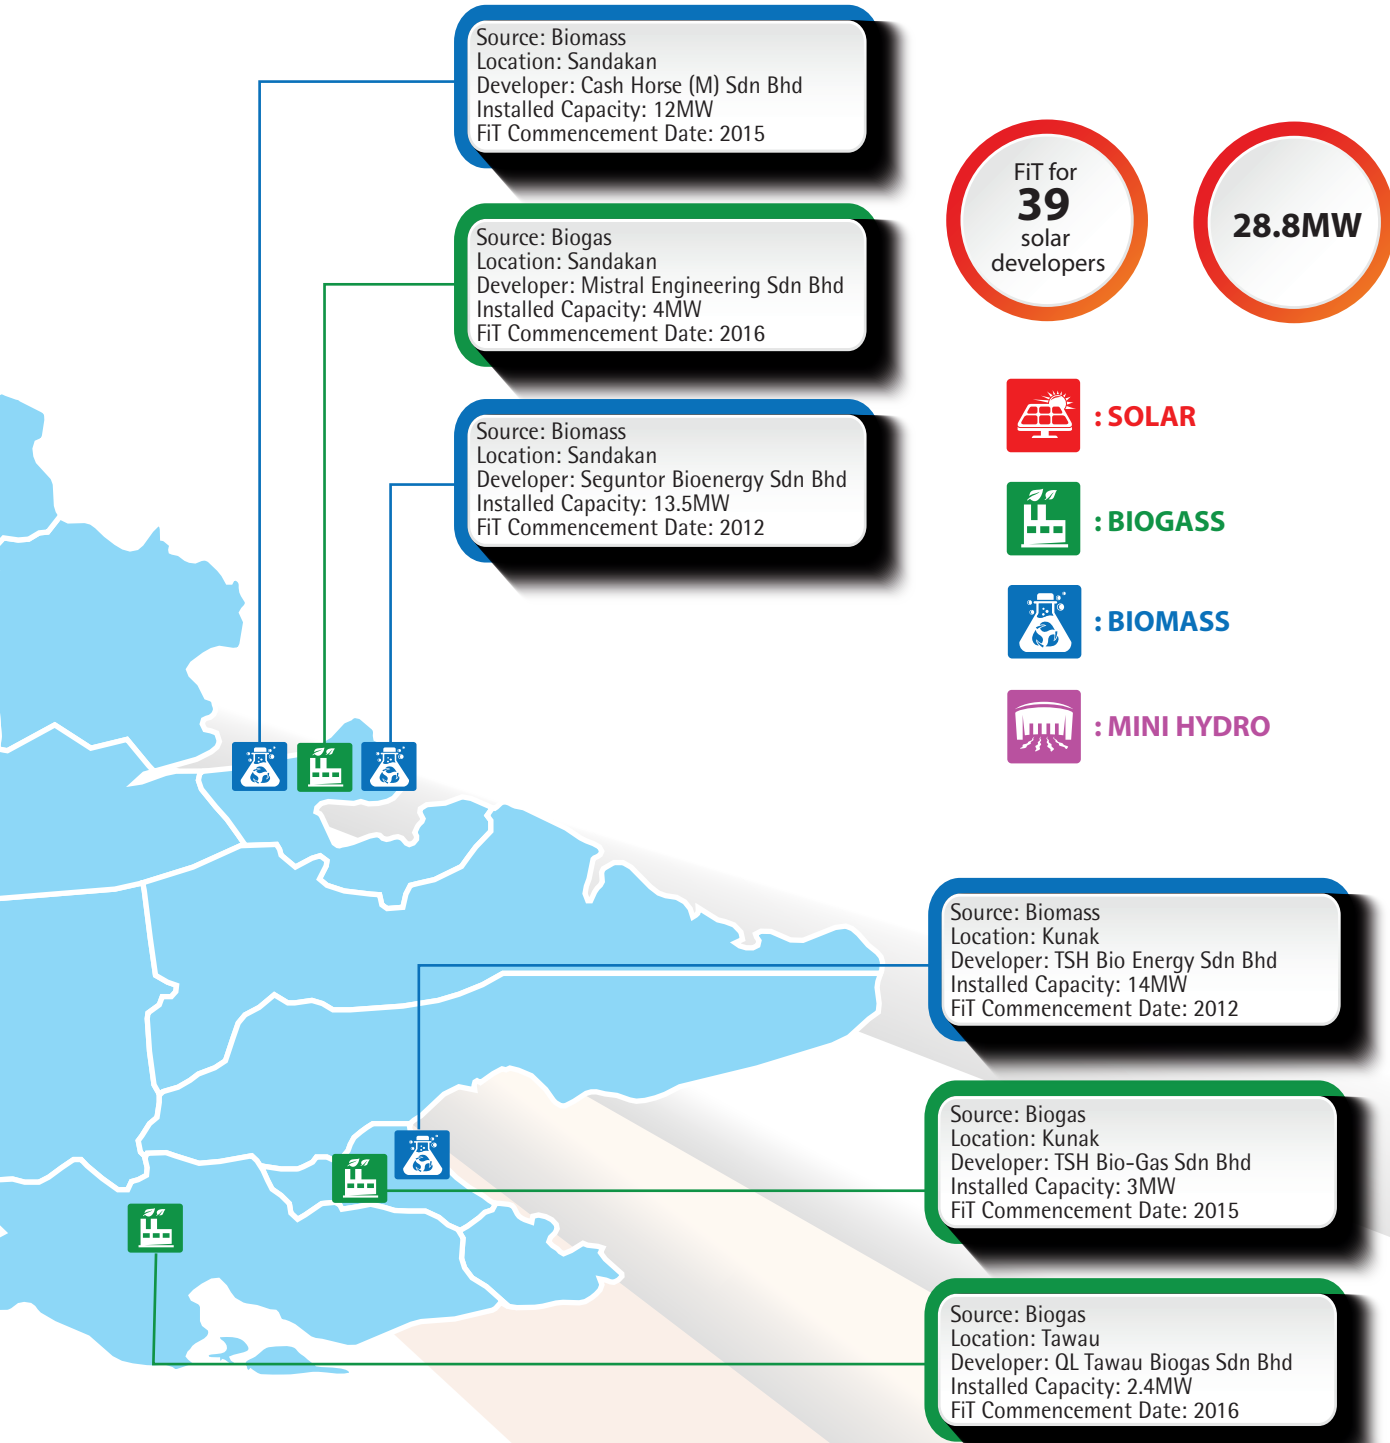 Source: Biomass
Location: Sandakan
Developer: Cash Horse (M) Sdn Bhd
Installed Capacity: 12MW
FiT Commencement Date: 2015
Source: Biogas
Location: Sandakan
Developer: Mistral Engineering Sdn Bhd
Installed Capacity: 4MW
FiT Commencement Date: 2016
Source: Biomass
Location: Sandakan
Developer: Seguntor Bioenergy Sdn Bhd
Installed Capacity: 13.5MW
FiT Commencement Date: 2012
FiT for
39
solar
developers
28.8MW
: SOLAR
: BIOGASS
: BIOMASS
: MINI HYDRO
Source: Biomass
Location: Kunak
Developer: TSH Bio Energy Sdn Bhd
Installed Capacity: 14MW
FiT Commencement Date: 2012
Source: Biogas
Location: Kunak
Developer: TSH Bio-Gas Sdn Bhd
Installed Capacity: 3MW
FiT Commencement Date: 2015
Source: Biogas
Location: Tawau
Developer: QL Tawau Biogas Sdn Bhd
Installed Capacity: 2.4MW
FiT Commencement Date: 2016